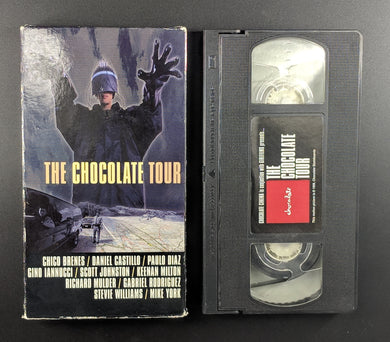 THE CHOCOLATE TOUR
CHICO BRENES / DANIEL CASTILLO / PAULO DIAZ
GINO IANNUCCI / SCOTT JOHNSTON / KEENAN MILTON
RICHARD MULDER / GABRIEL RODRIGUEZ
STEVIE WILLIAMS / MIKE YORK
THE
CHOCOLATE
TOUR
chocolate